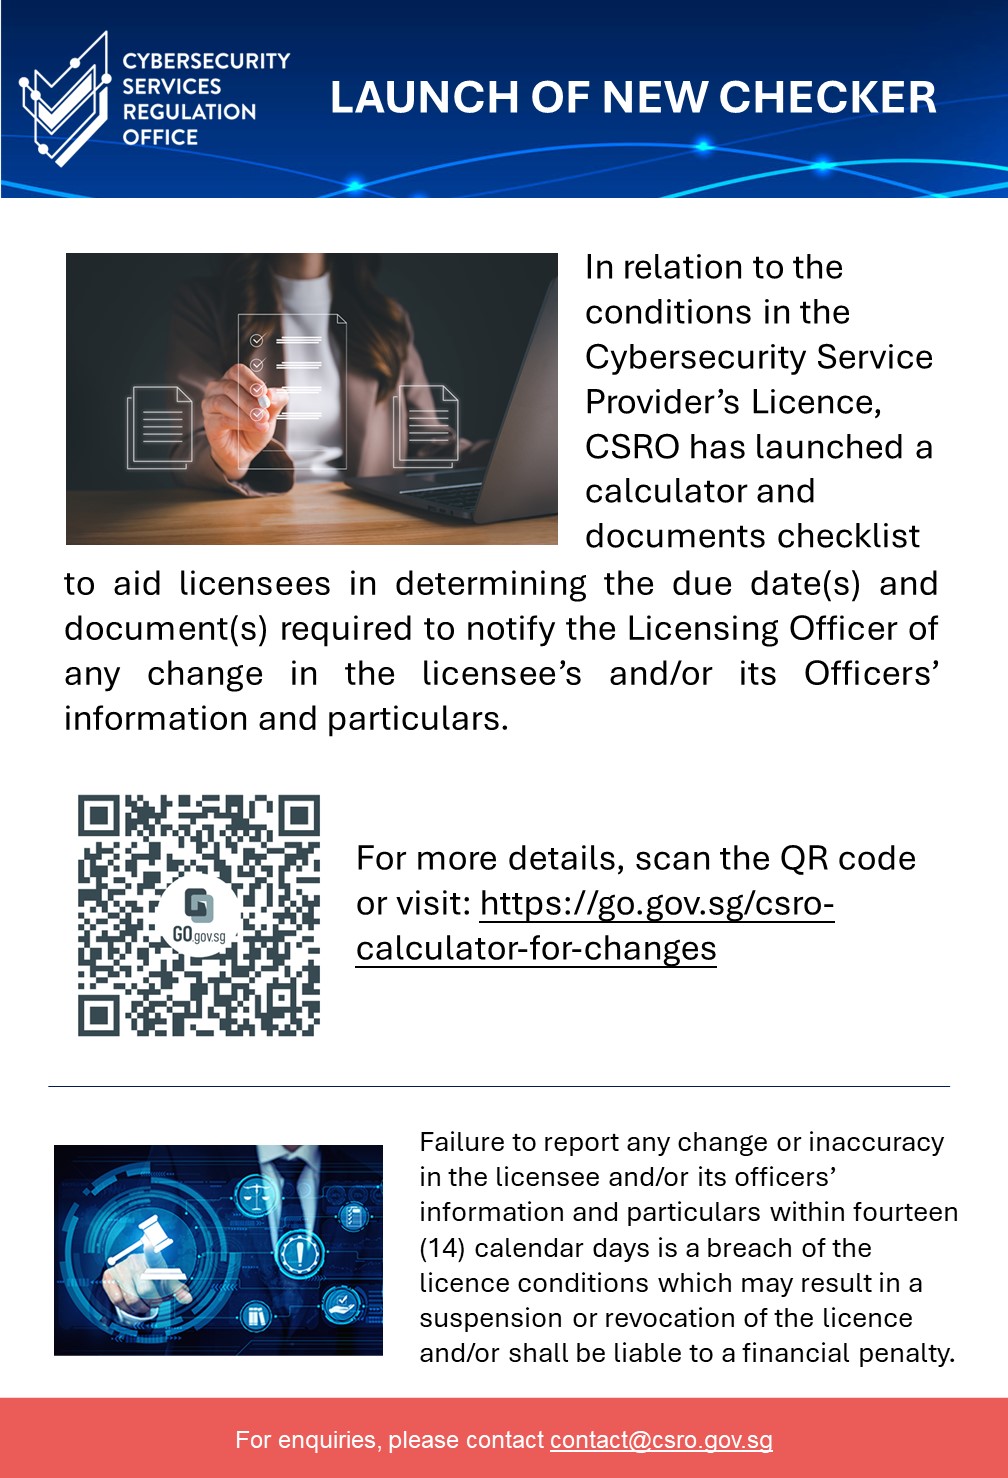 CYBERSECURITY
SERVICES
REGULATION
OFFICE
LAUNCH OF NEW CHECKER
In relation to the
conditions in the
Cybersecurity Service
Provider’s Licence,
CSRO has launched a
calculator and
documents checklist
to aid licensees in determining the due date(s) and
document(s) required to notify the Licensing Officer of
any change in the licensee’s and/or its Officers’
information and particulars.
GO.gov.sg
For more details, scan the QR code
or visit: https://go.gov.sg/csro-
calculator-for-changes
Failure to report any change or inaccuracy
in the licensee and/or its officers’
information and particulars within fourteen
(14) calendar days is a breach of the
licence conditions which may result in a
suspension or revocation of the licence
and/or shall be liable to a financial penalty.
For enquiries, please contact contact@csro.gov.sg